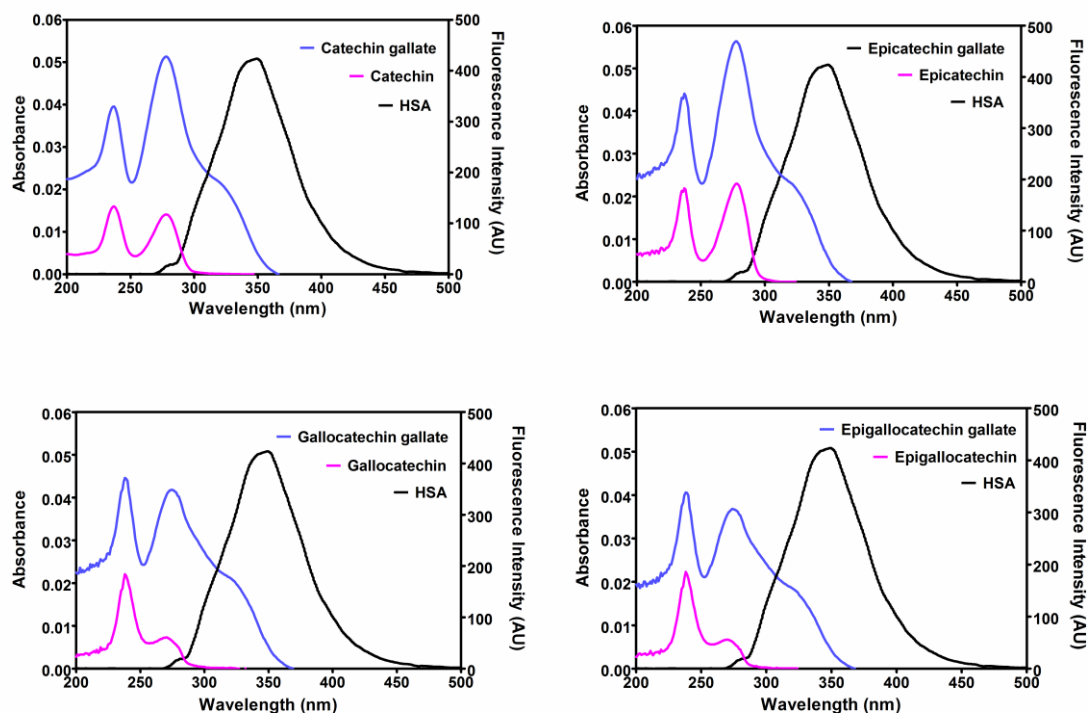 0.06
0.05
0.04
0.03
0.02
0.01
0.00
Absorbance
500
400
300
200
100
0
Fluorescence Intensity (AU)
Catechin gallate
Catechin
HSA
200 250 300 350 400 450 500
Wavelength (nm)
0.06
0.05
0.04
0.03
0.02
0.01
0.00
Absorbance
500
400
300
200
100
0
Fluorescence Intensity (AU)
Epicatechin gallate
Epicatechin
HSA
200 250 300 350 400 450 500
Wavelength (nm)
0.06
0.05
0.04
0.03
0.02
0.01
0.00
Absorbance
500
400
300
200
100
0
Fluorescence Intensity (AU)
Gallocatechin gallate
Gallocatechin
HSA
200 250 300 350 400 450 500
Wavelength (nm)
0.06
0.05
0.04
0.03
0.02
0.01
0.00
Absorbance
500
400
300
200
100
0
Fluorescence Intensity (AU)
Epigallocatechin gallate
Epigallocatechin
HSA
200 250 300 350 400 450 500
Wavelength (nm)